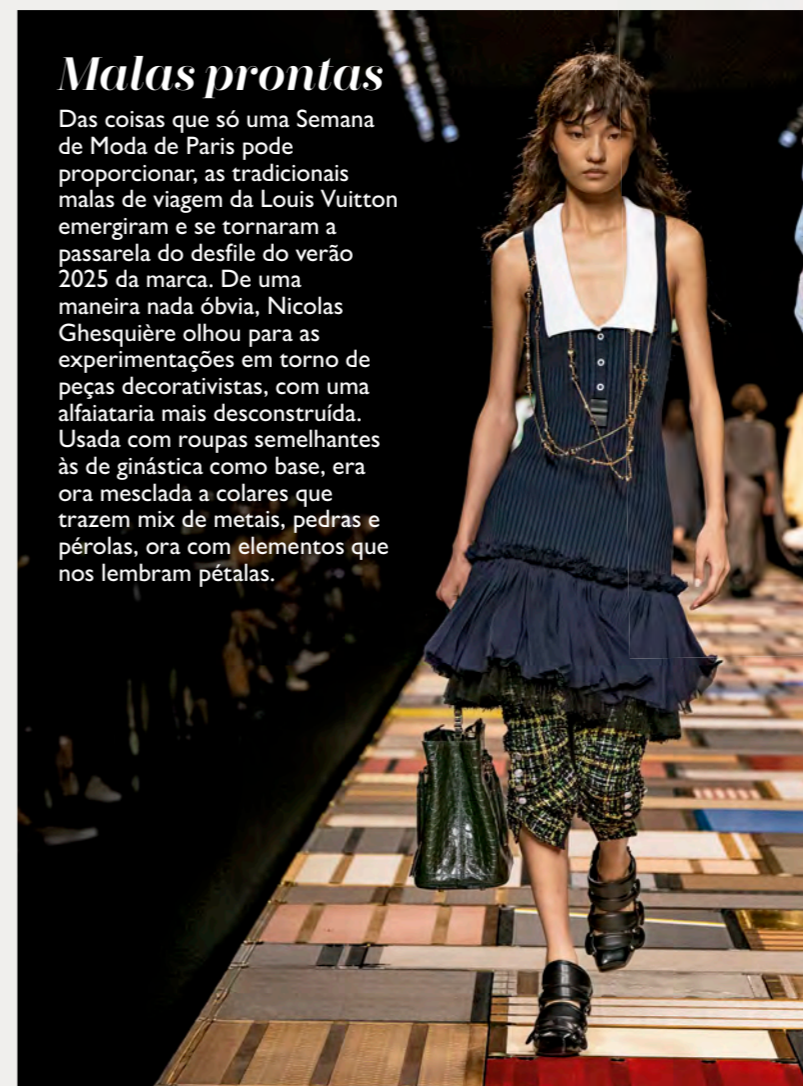 Malas prontas
Das coisas que só uma Semana
de Moda de Paris pode
proporcionar, as tradicionais
malas de viagem da Louis Vuitton
emergiram e se tornaram a
passarela do desfile do verão
2025 da marca. De uma
maneira nada óbvia, Nicolas
Ghesquière olhou para as
experimentações em torno de
peças decorativistas, com uma
alfaiataria mais desconstruída.
Usada com roupas semelhantes
às de ginástica como base, era
ora mesclada a colares que
trazem mix de metais, pedras e
pérolas, ora com elementos que
nos lembram pétalas.